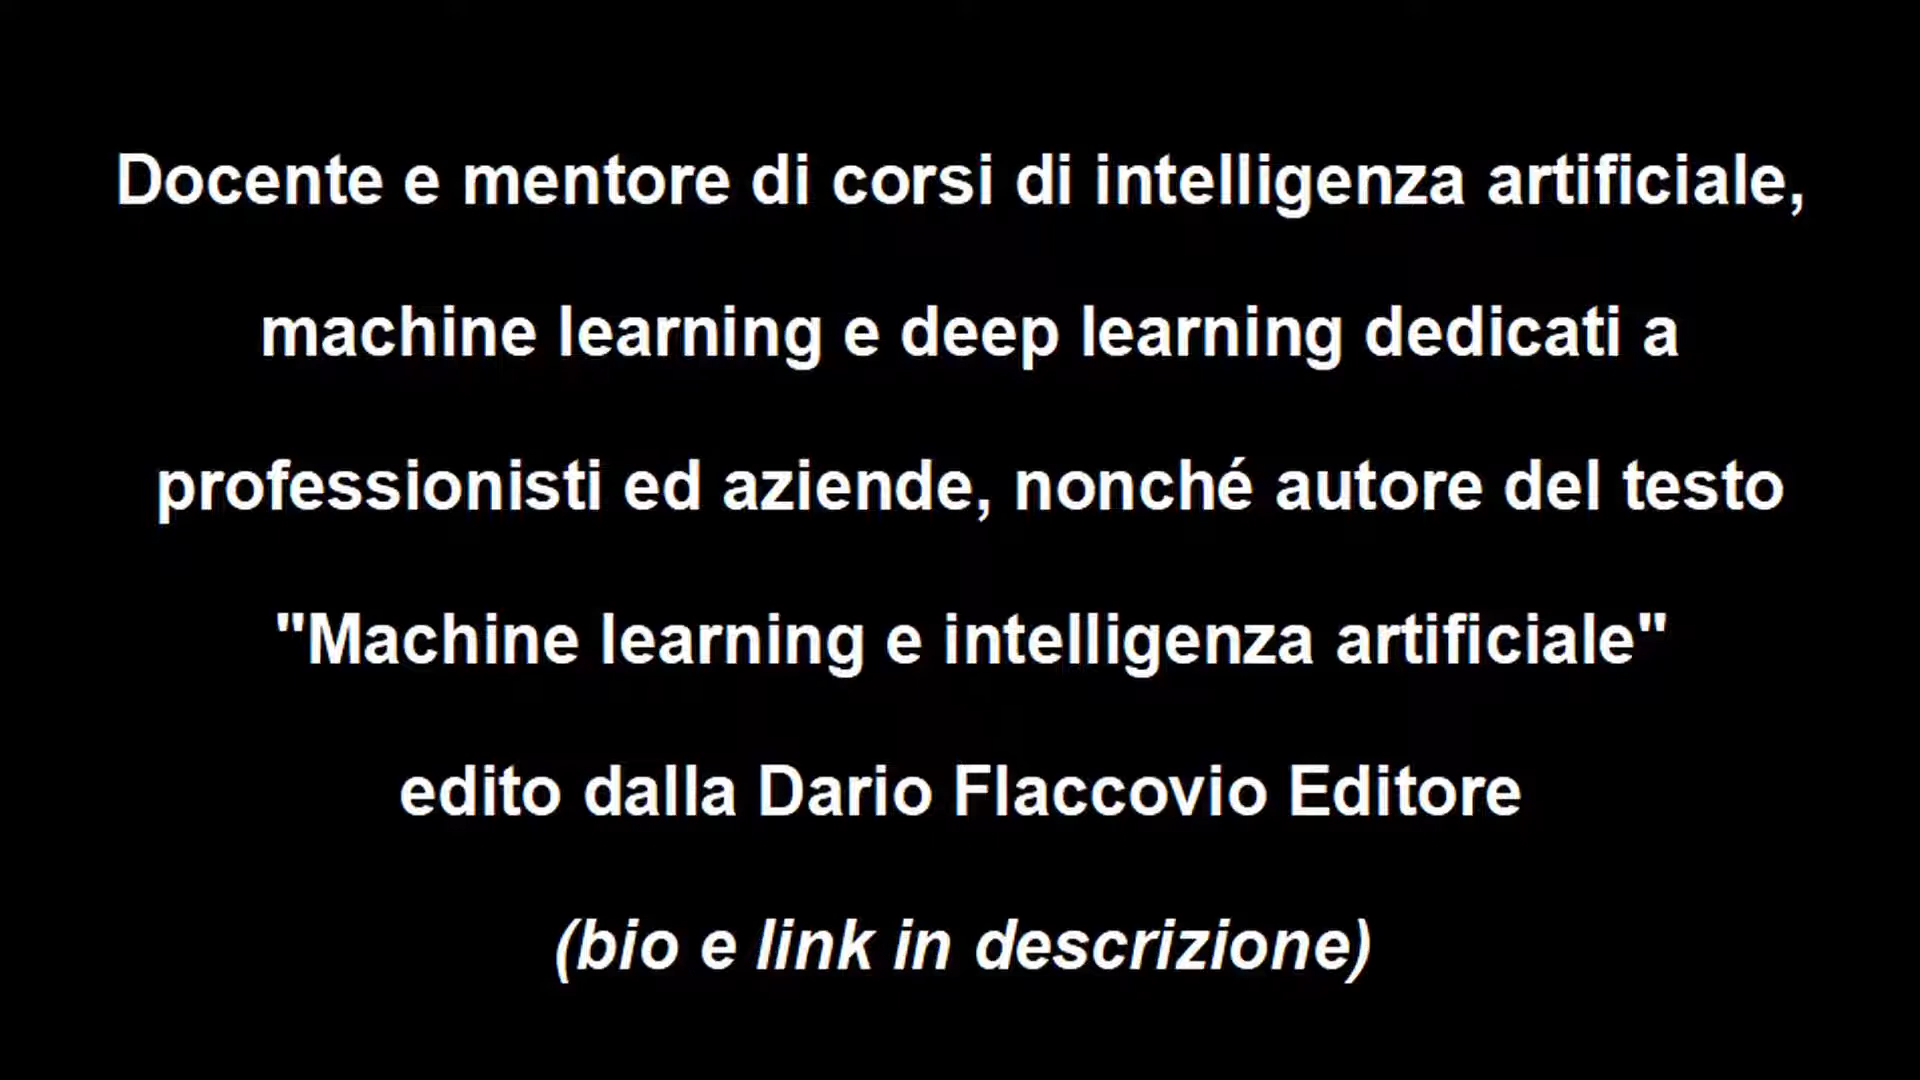 Docente e mentore di corsi di intelligenza artificiale,
machine learning e deep learning dedicati a
professionisti ed aziende, nonché autore del testo
"Machine learning e intelligenza artificiale"
edito dalla Dario Flaccovio Editore
(bio e link in descrizione)